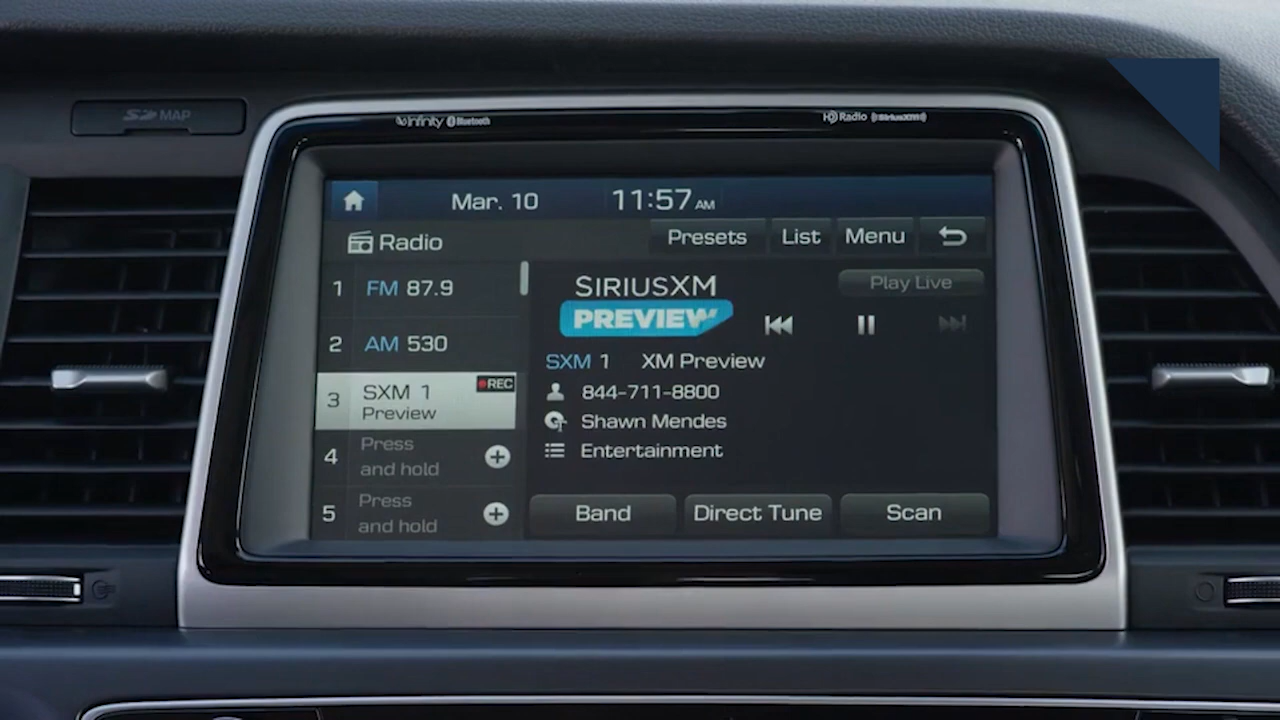 SD MAP
Infinity Bluetooth
HD Radio SiriusXM
Mar. 10 11:57 AM
Radio
Presets List Menu
1 FM 87.9
2 AM 530
3 SXM 1 REC
Preview
4 Press
and hold
5 Press
and hold
SIRIUSXM
PREVIEW
Play Live
SXM 1 XM Preview
844-711-8800
Shawn Mendes
Entertainment
Band Direct Tune Scan